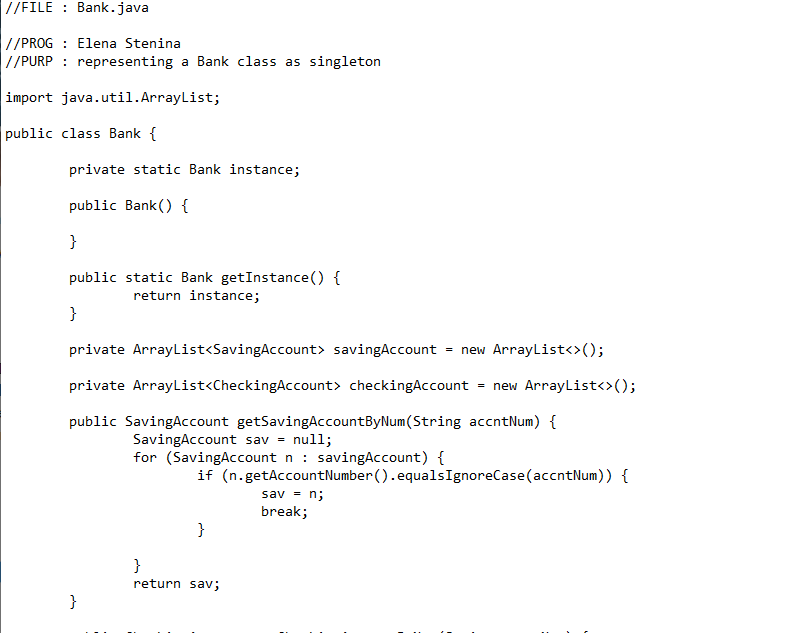 //FILE : Bank.java
//PROG : Elena Stenina
//PURP : representing a Bank class as singleton
import java.util.ArrayList;
public class Bank {
private static Bank instance;
public Bank() {
}
public static Bank getInstance() {
return instance;
}
private ArrayList<SavingAccount> savingAccount = new ArrayList<>();
private ArrayList<CheckingAccount> checkingAccount = new ArrayList<>();
public SavingAccount getSavingAccountByNum(String accntNum) {
SavingAccount sav = null;
for (SavingAccount n : savingAccount) {
if (n.getAccountNumber().equalsIgnoreCase(accntNum)) {
sav = n;
break;
}
}
return sav;
}